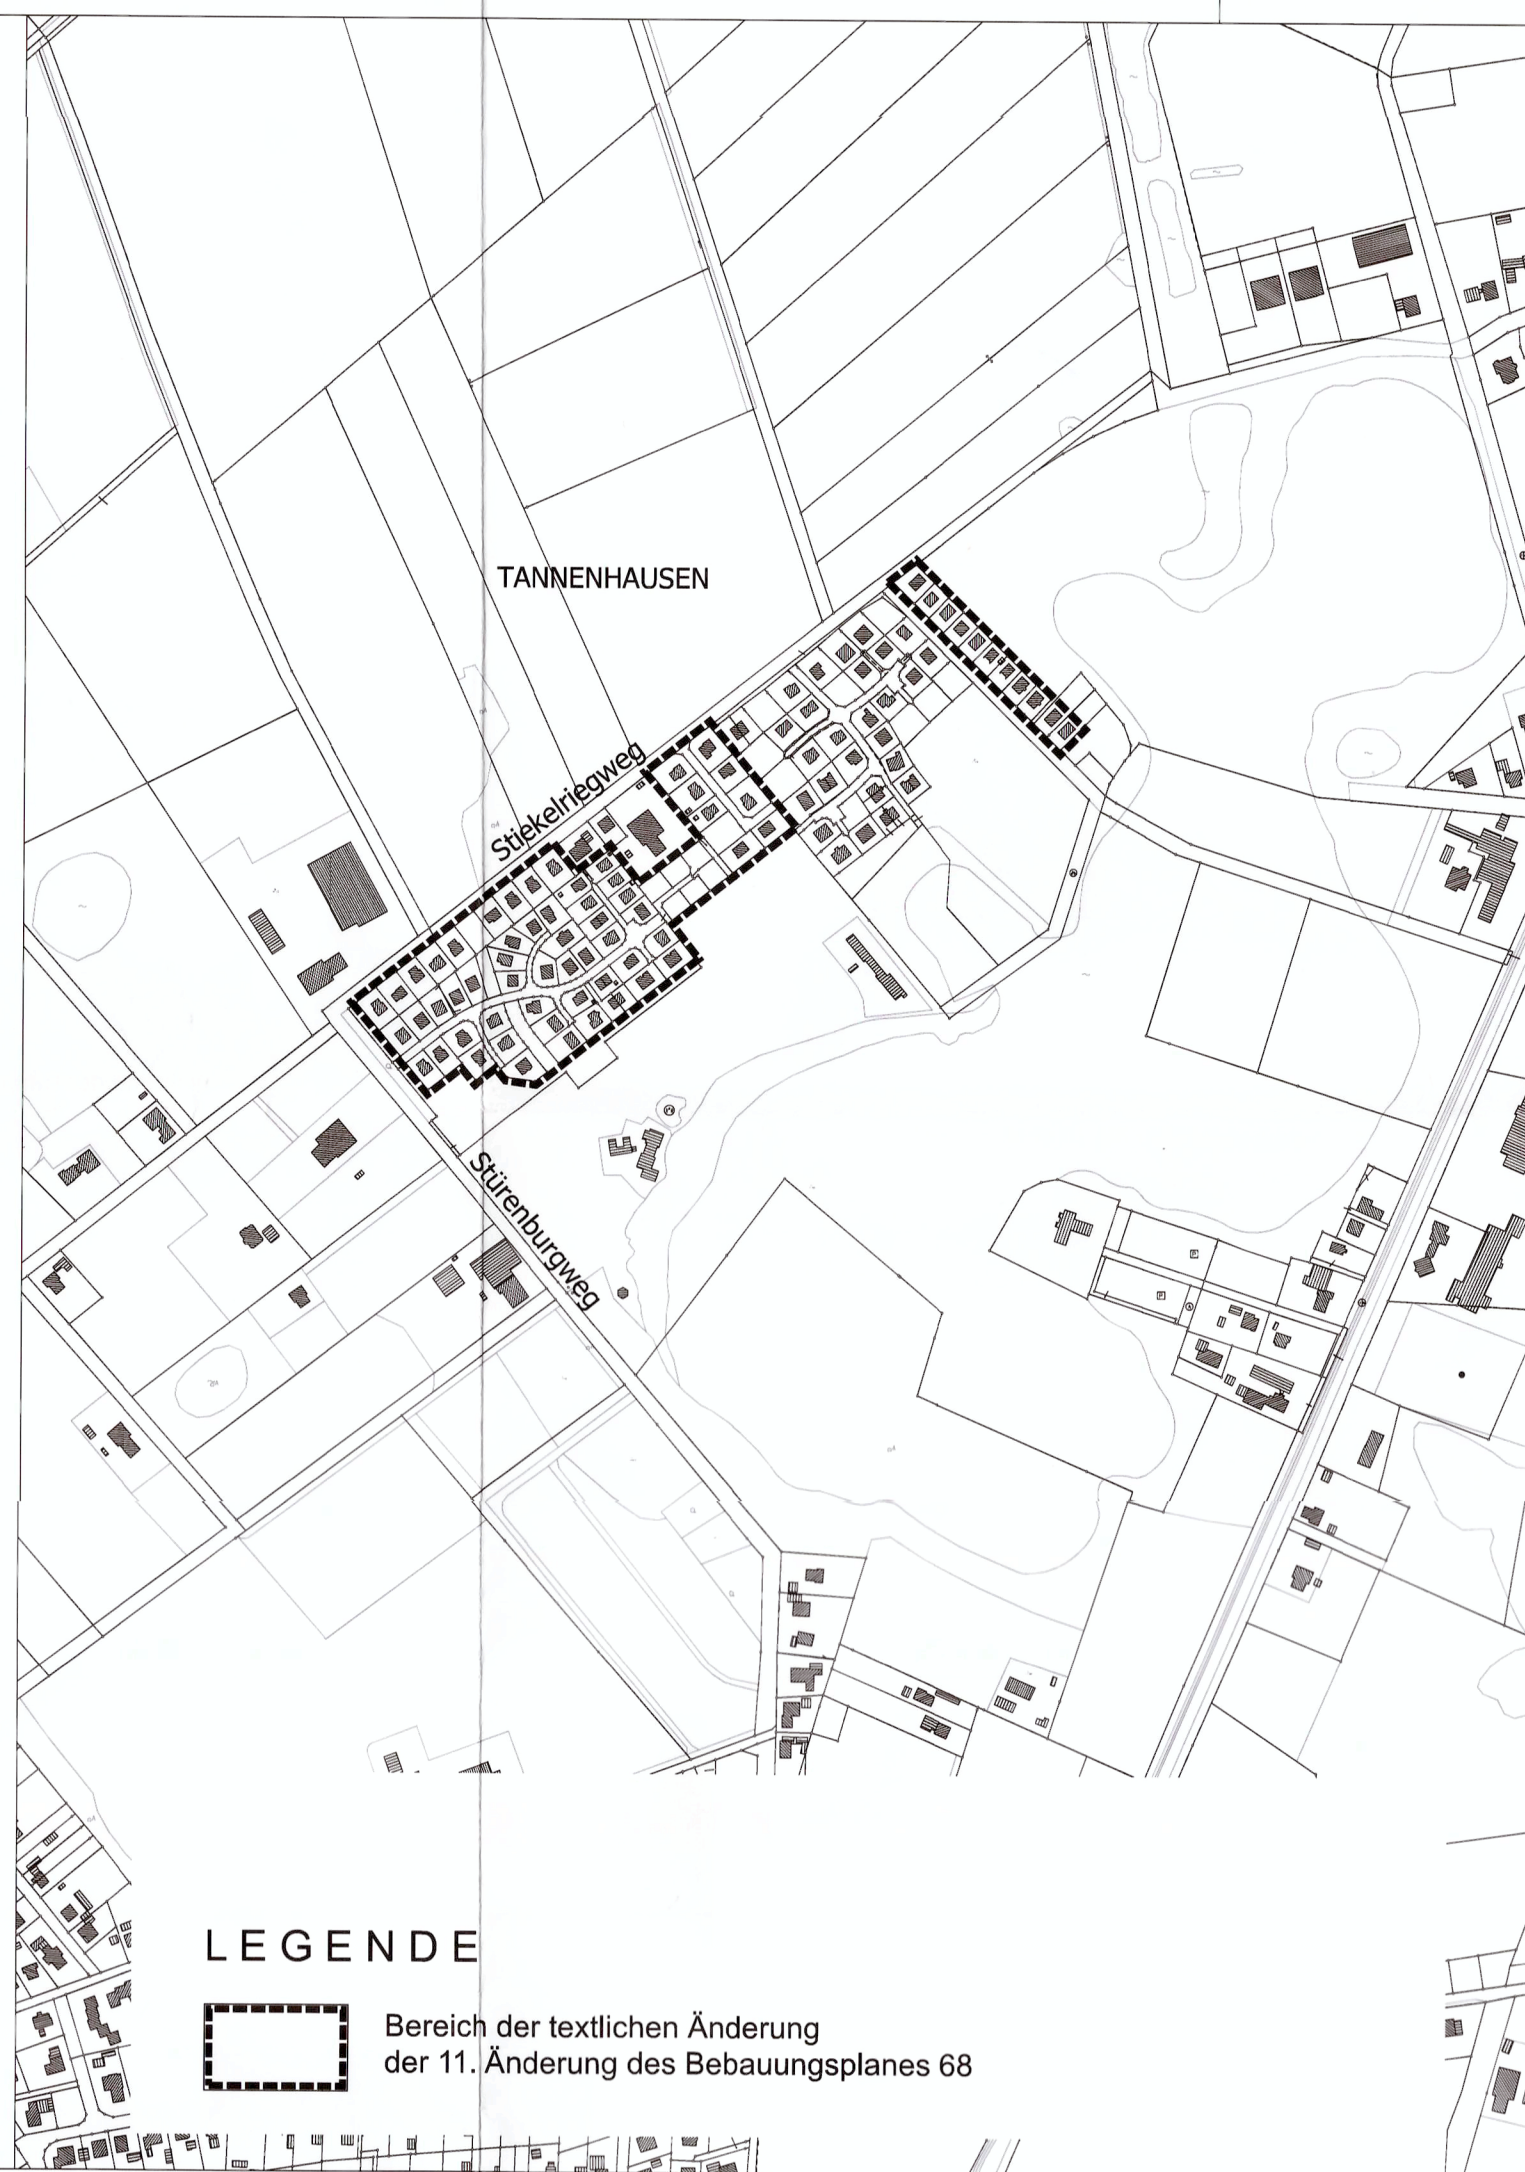 TANNENHAUSEN
Stiekelriegweg
Stürenburgweg
LEGENDE
Bereich der textlichen Änderung
der 11. Änderung des Bebauungsplanes 68